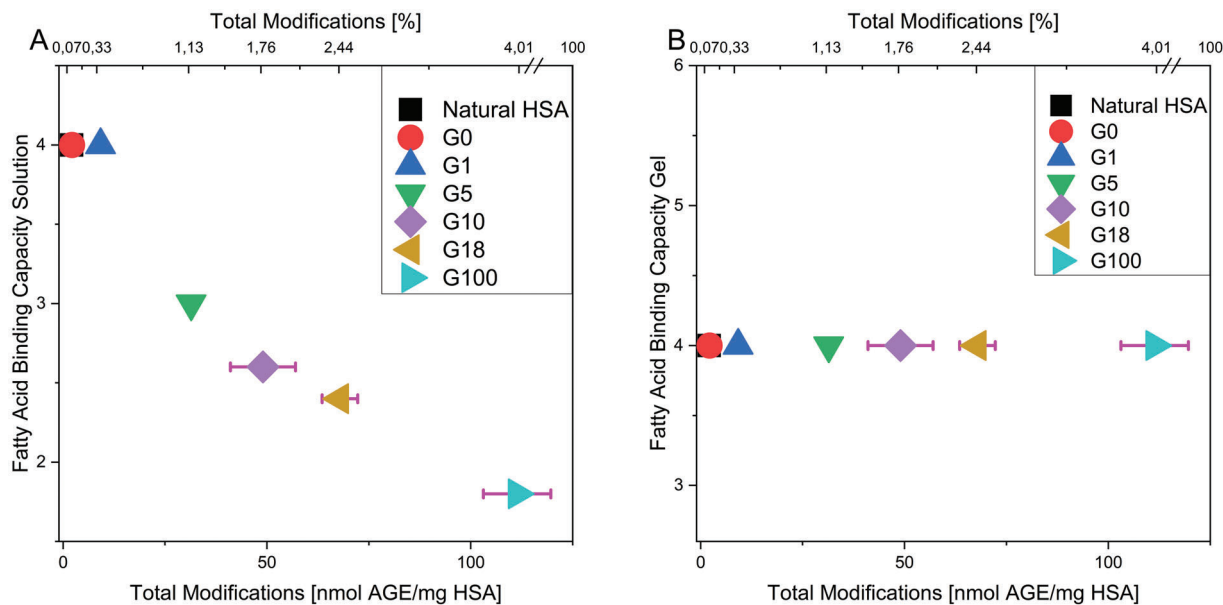 Total Modifications [%]
A
0,070,33 1,13 1,76 2,44 4,01 100
Natural HSA
G0
G1
G5
G10
G18
G100
4
3
2
Fatty Acid Binding Capacity Solution
0 50 100
Total Modifications [nmol AGE/mg HSA]
Total Modifications [%]
B
0,070,33 1,13 1,76 2,44 4,01 100
Natural HSA
G0
G1
G5
G10
G18
G100
6
5
4
3
Fatty Acid Binding Capacity Gel
0 50 100
Total Modifications [nmol AGE/mg HSA]